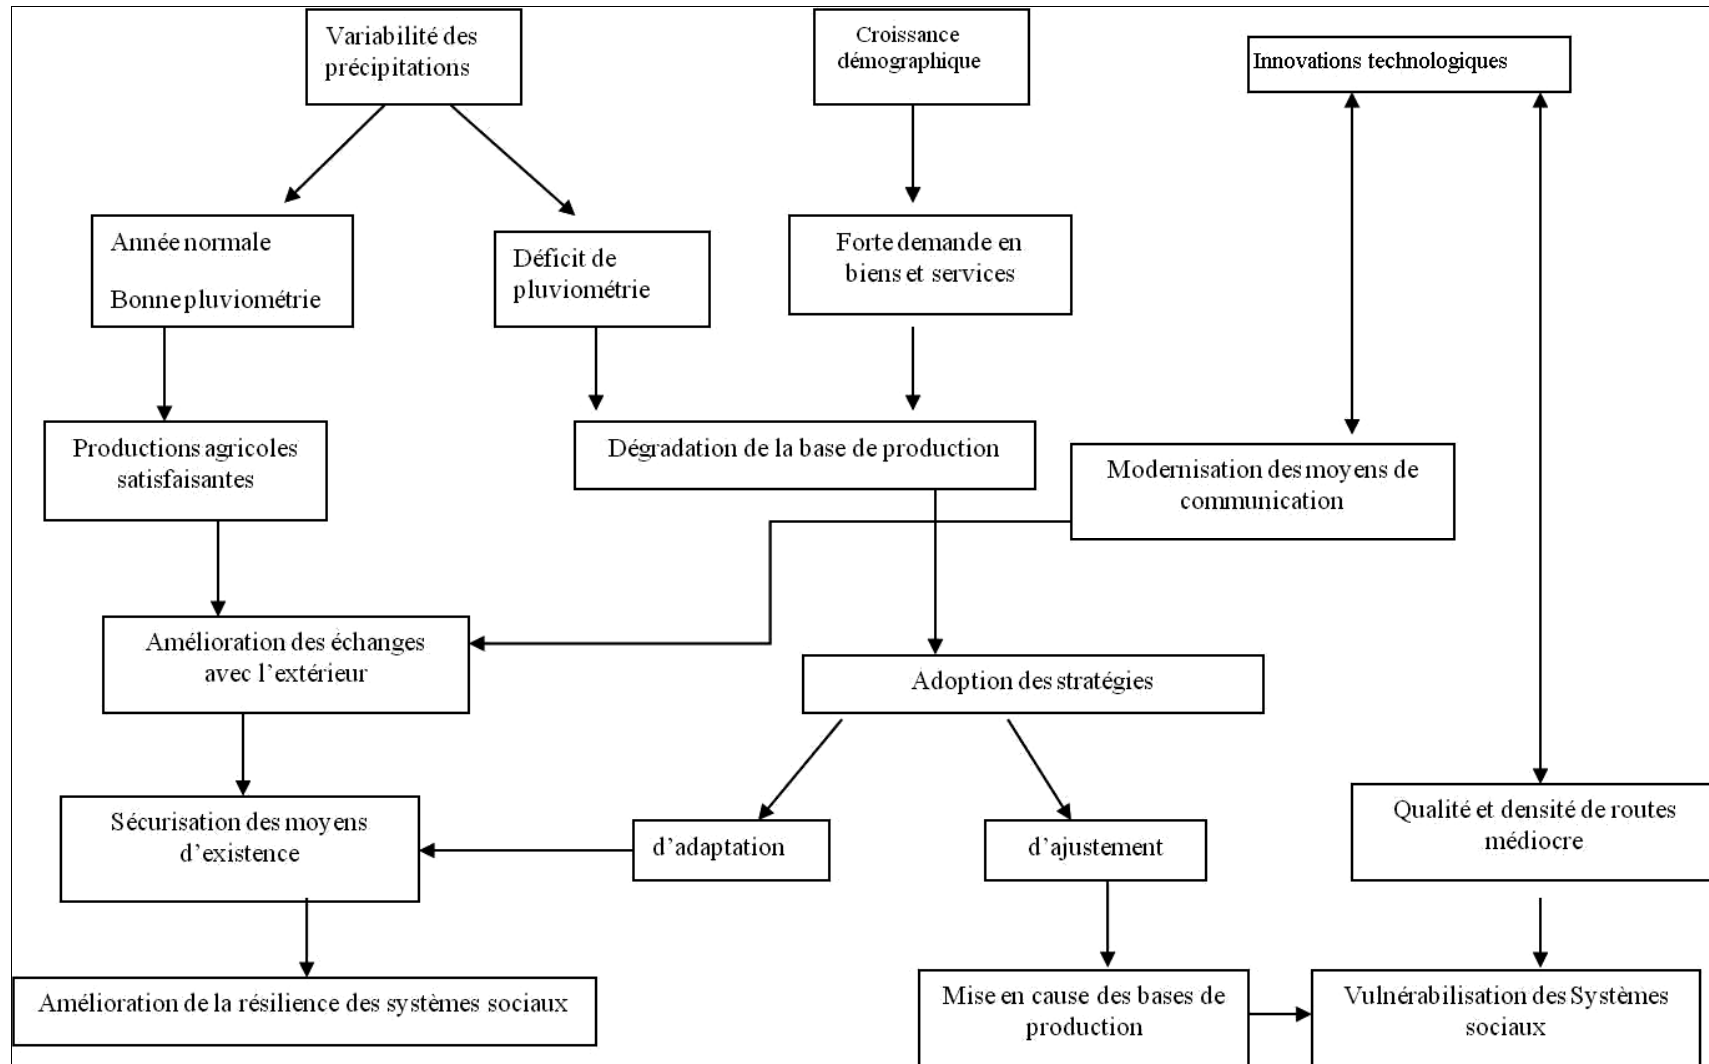 Variabilité des
précipitations
Croissance
démographique
Innovations technologiques
Année normale
Bonne pluviométrie
Déficit de
pluviométrie
Forte demande en
biens et services
Productions agricoles
satisfaisantes
Dégradation de la base de production
Modernisation des moyens de
communication
Amélioration des échanges
avec l’extérieur
Adoption des stratégies
Sécurisation des moyens
d’existence
d’adaptation
d’ajustement
Qualité et densité de routes
médiocre
Amélioration de la résilience des systèmes sociaux
Mise en cause des bases de
production
Vulnérabilisation des Systèmes
sociaux